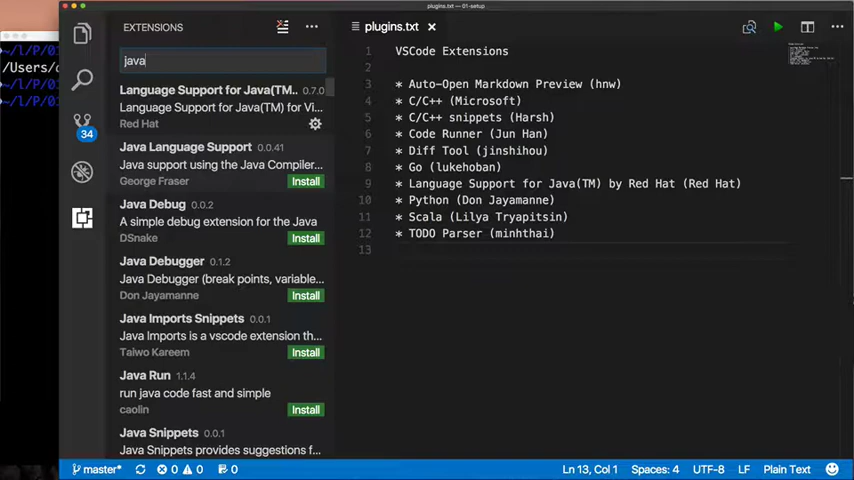 plugins.txt — 01-setup
EXTENSIONS
java
Language Support for Java(TM).. 0.7.0
Language Support for Java(TM) for Vi...
Red Hat
Java Language Support 0.0.41
Java support using the Java Compiler...
George Fraser Install
Java Debug 0.0.2
A simple debug extension for the Java
DSnake Install
Java Debugger 0.1.2
Java Debugger (break points, variable...
Don Jayamanne Install
Java Imports Snippets 0.0.1
Java Imports is a vscode extension th...
Taiwo Kareem Install
Java Run 1.1.4
run java code fast and simple
caolin Install
Java Snippets 0.0.1
Java Snippets provides suggestions f...
34
plugins.txt
1 VSCode Extensions
2
3 * Auto-Open Markdown Preview (hnw)
4 * C/C++ (Microsoft)
5 * C/C++ snippets (Harsh)
6 * Code Runner (Jun Han)
7 * Diff Tool (jinshihou)
8 * Go (lukehoban)
9 * Language Support for Java(TM) by Red Hat (Red Hat)
10 * Python (Don Jayamanne)
11 * Scala (Lilya Tryapitsin)
12 * TODO Parser (minhthai)
13
~/l/P/01
/Users/
~/l/P/01
~/l/P/01
master* 0 0 0 Ln 13, Col 1 Spaces: 4 UTF-8 LF Plain Text